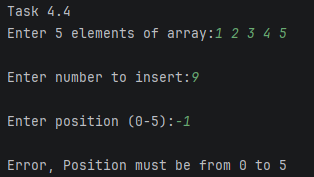 Task 4.4
Enter 5 elements of array:1 2 3 4 5
Enter number to insert:9
Enter position (0-5):-1
Error, Position must be from 0 to 5